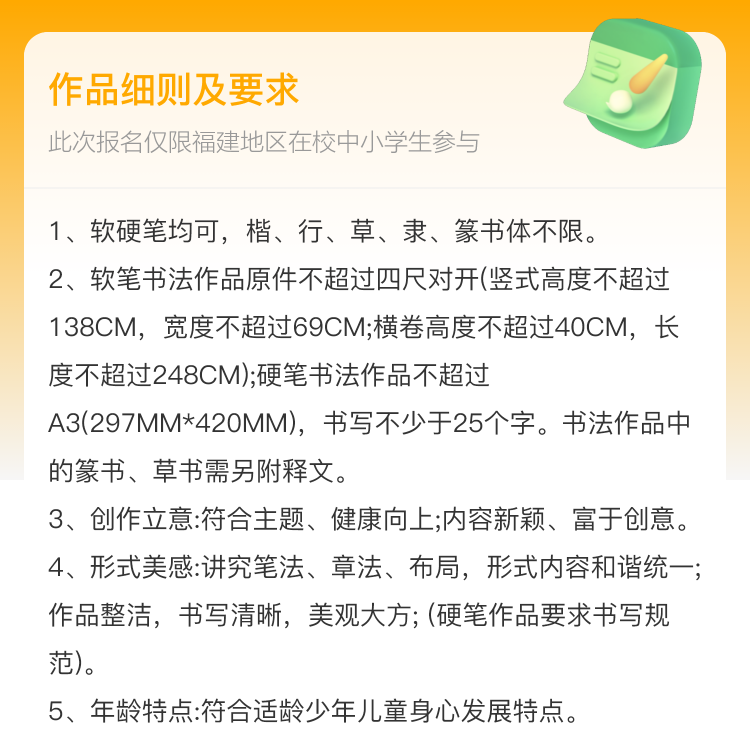 作品细则及要求
此次报名仅限福建地区在校中小学生参与
1、软硬笔均可，楷、行、草、隶、篆书体不限。
2、软笔书法作品原件不超过四尺对开(竖式高度不超过
138CM，宽度不超过69CM;横卷高度不超过40CM，长
度不超过248CM);硬笔书法作品不超过
A3(297MM*420MM)，书写不少于25个字。书法作品中
的篆书、草书需另附释文。
3、创作立意:符合主题、健康向上;内容新颖、富于创意。
4、形式美感:讲究笔法、章法、布局，形式内容和谐统一;
作品整洁，书写清晰，美观大方; (硬笔作品要求书写规
范)。
5、年龄特点:符合适龄少年儿童身心发展特点。